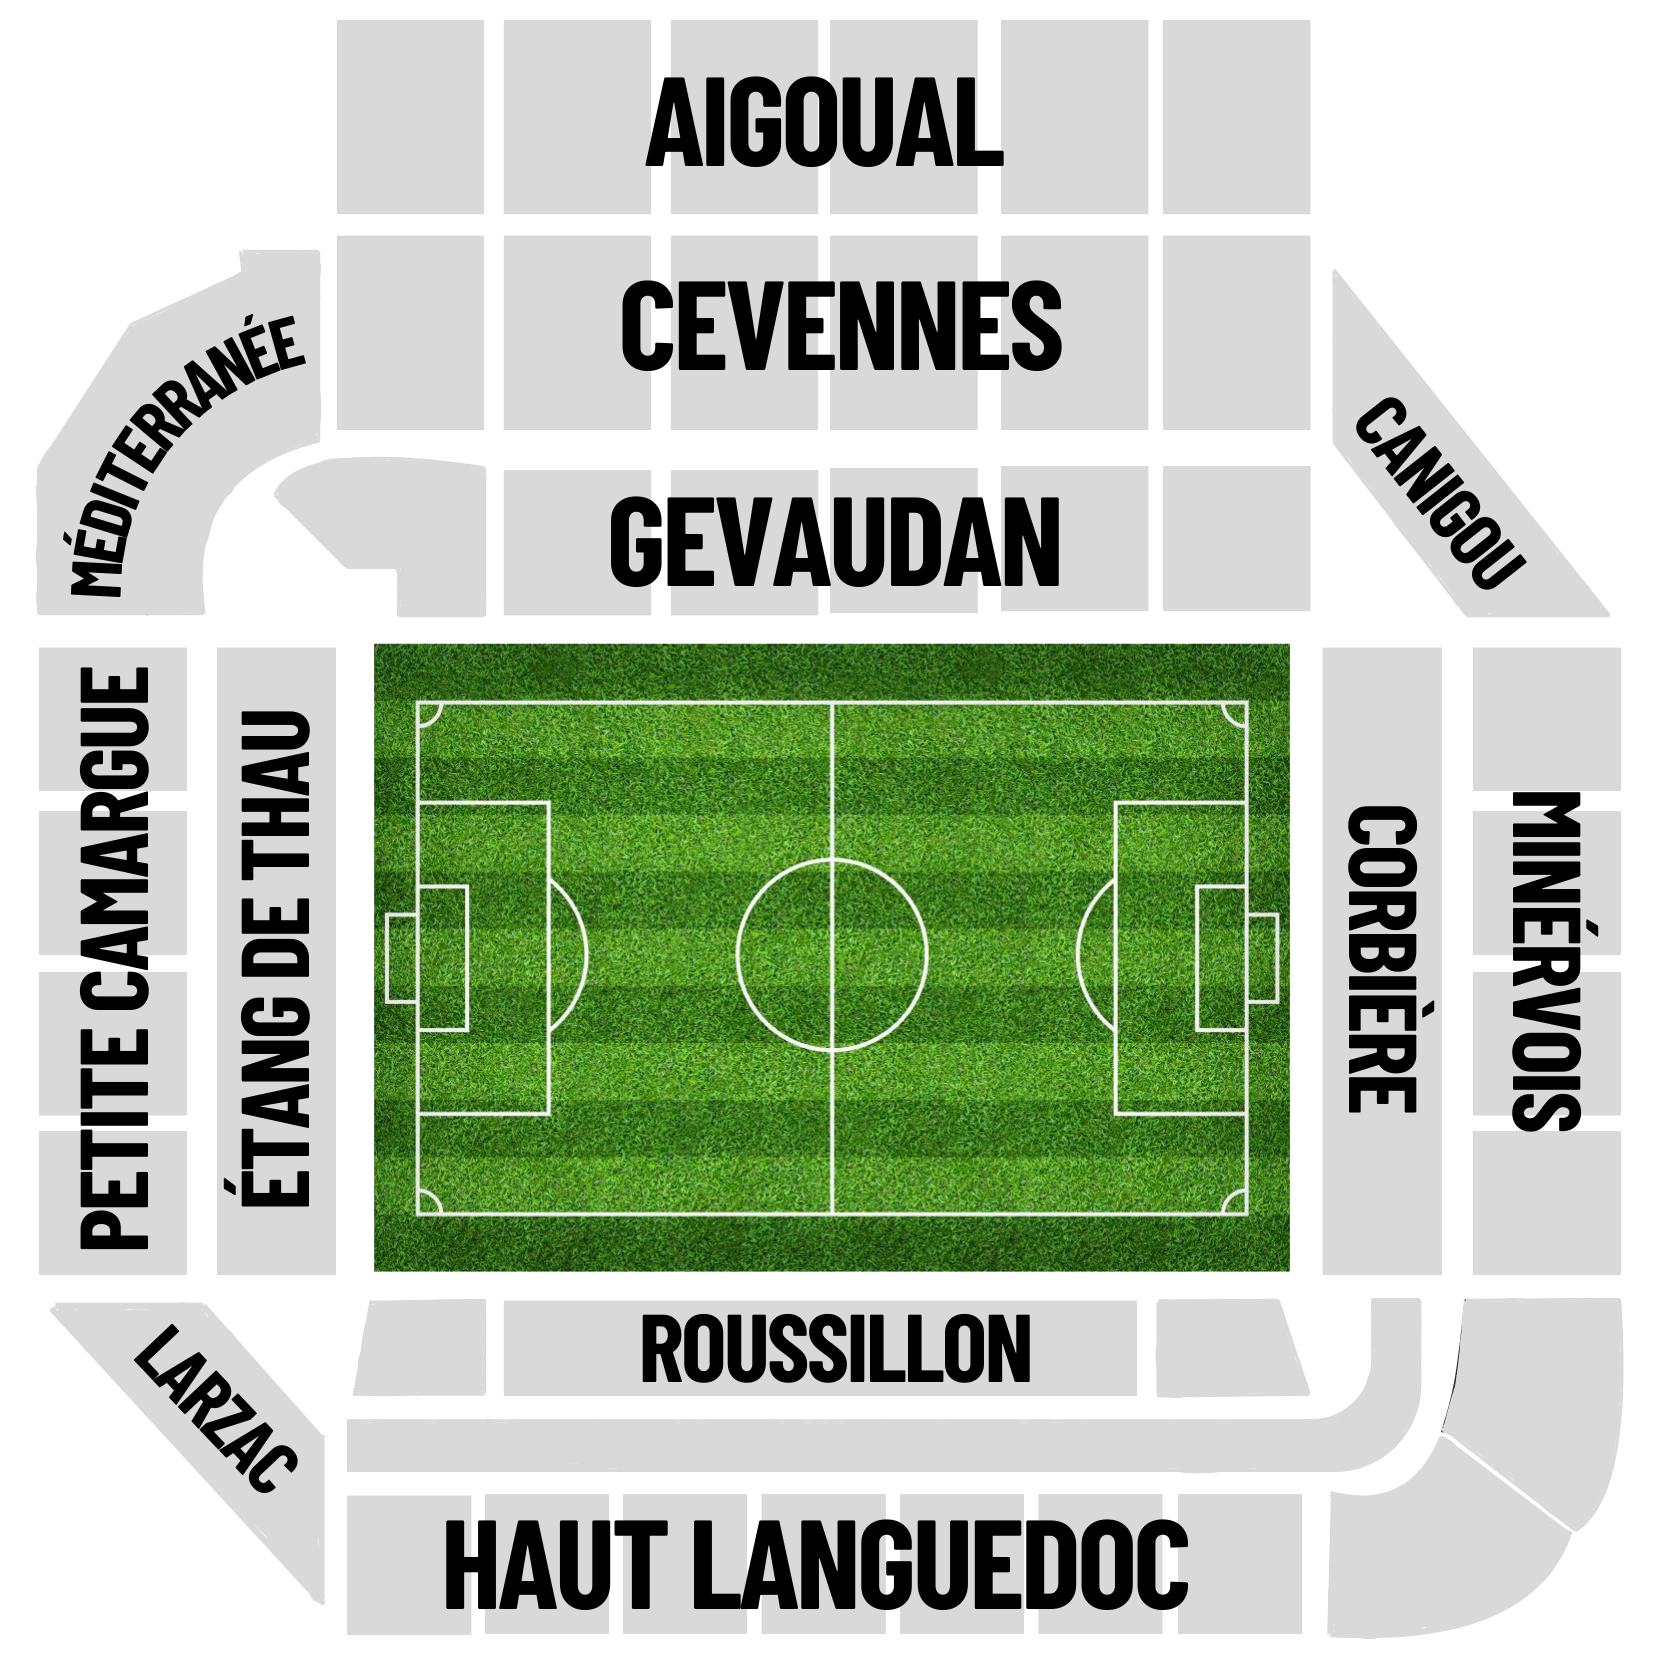 AIGOUAL
CEVENNES
MÉDITERRANÉE
CANIGOU
GEVAUDAN
PETITE CAMARGUE
ÉTANG DE THAU
CORBIÈRE
MINÉRVOIS
ROUSSILLON
LARZAC
HAUT LANGUEDOC